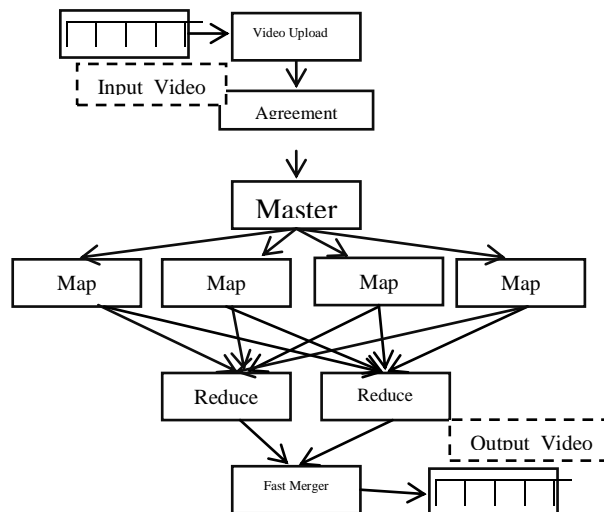 Video Upload
Input Video
Agreement
Master
Map
Map
Map
Map
Reduce
Reduce
Output Video
Fast Merger